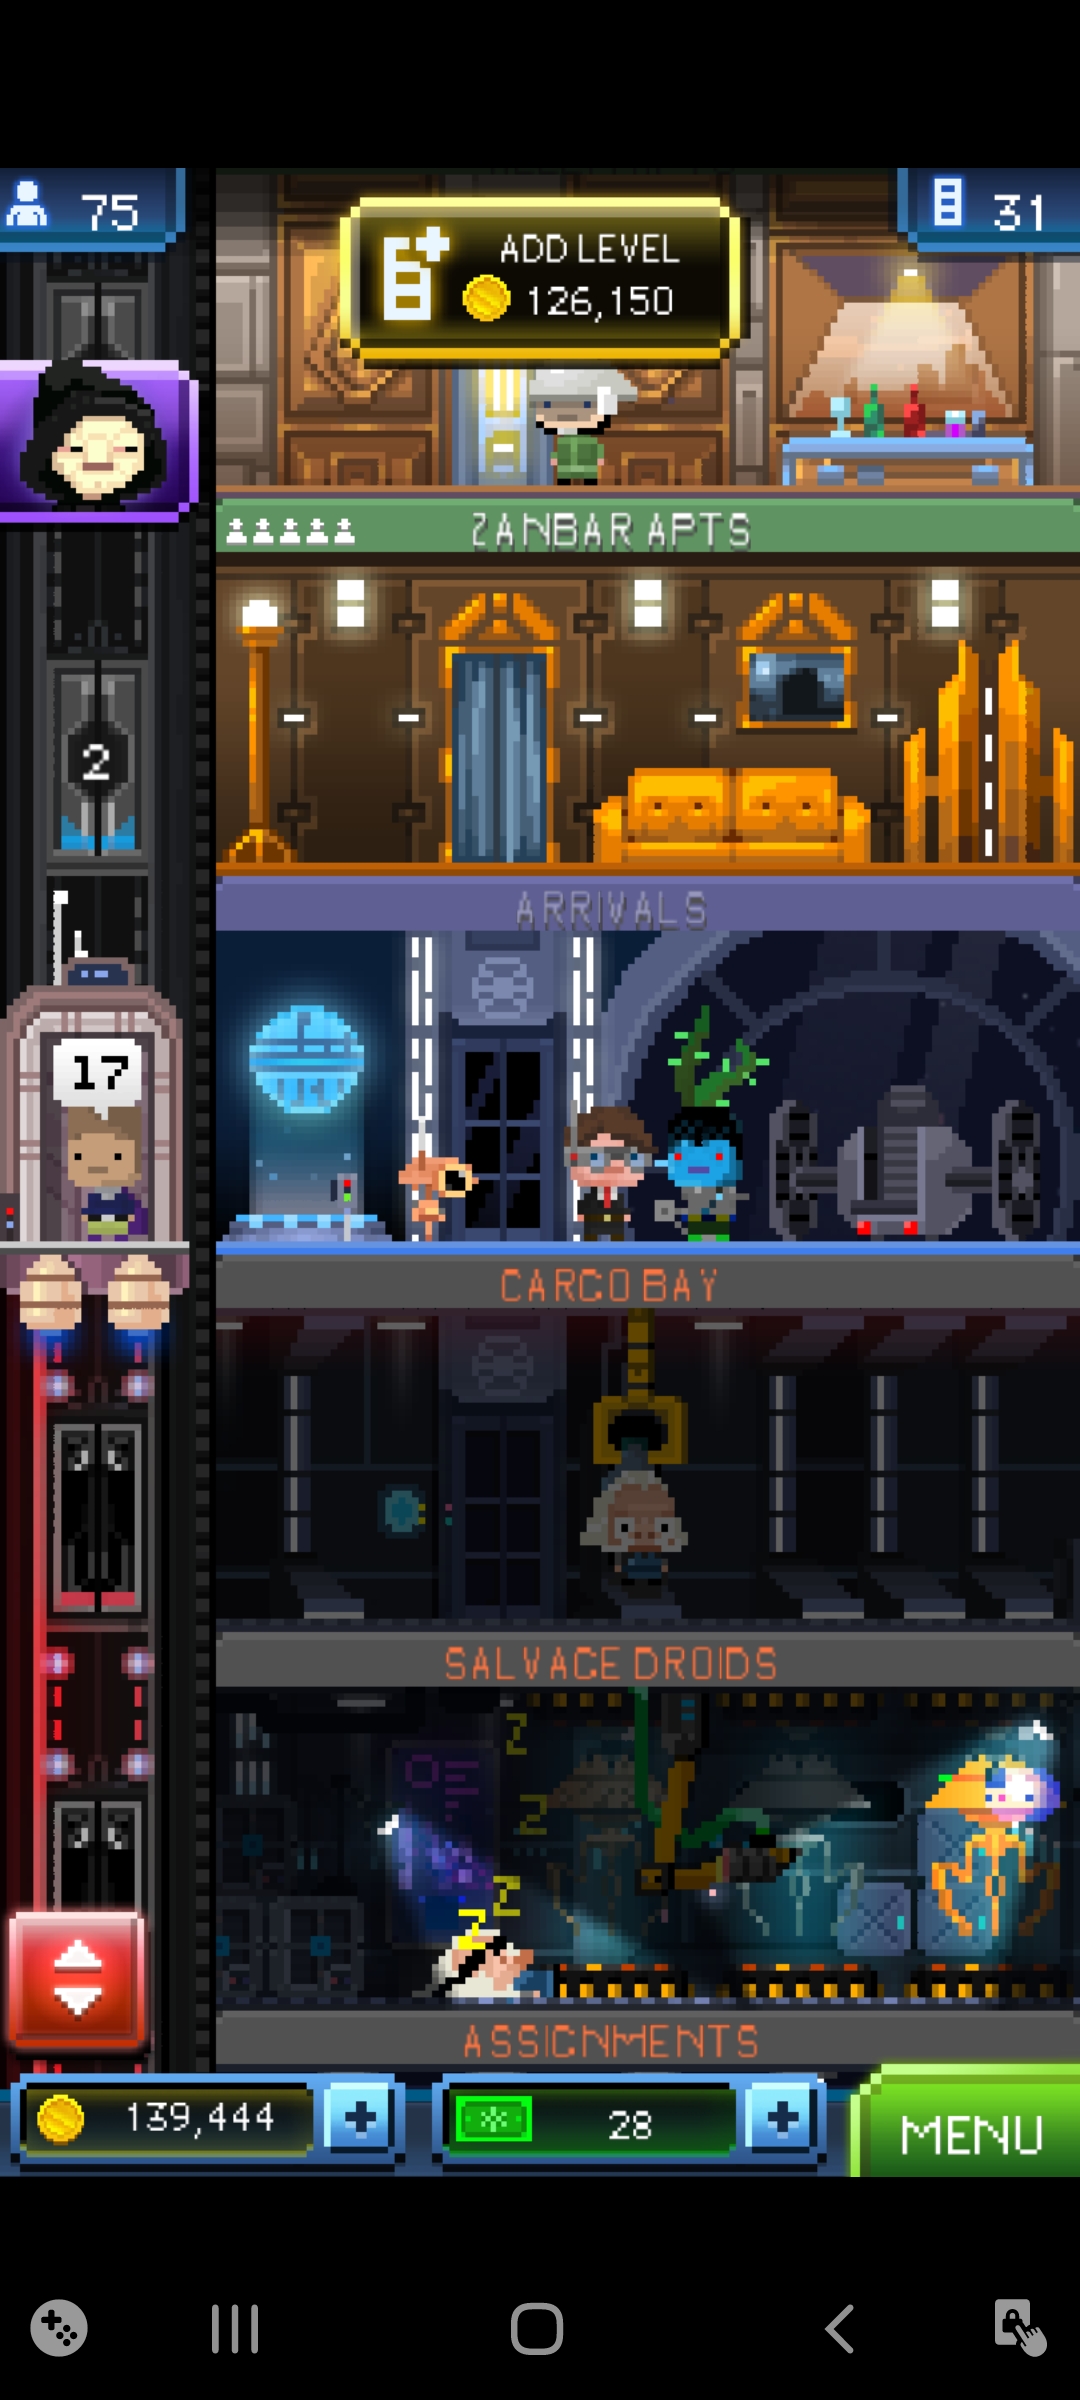 75
ADD LEVEL
126,150
31
ZANBAR APTS
2
ARRIVALS
L
17
CARGO BAY
SALVAGE DROIDS
Z
Z
Z
Z
ASSIGNMENTS
139,444
28
MENU